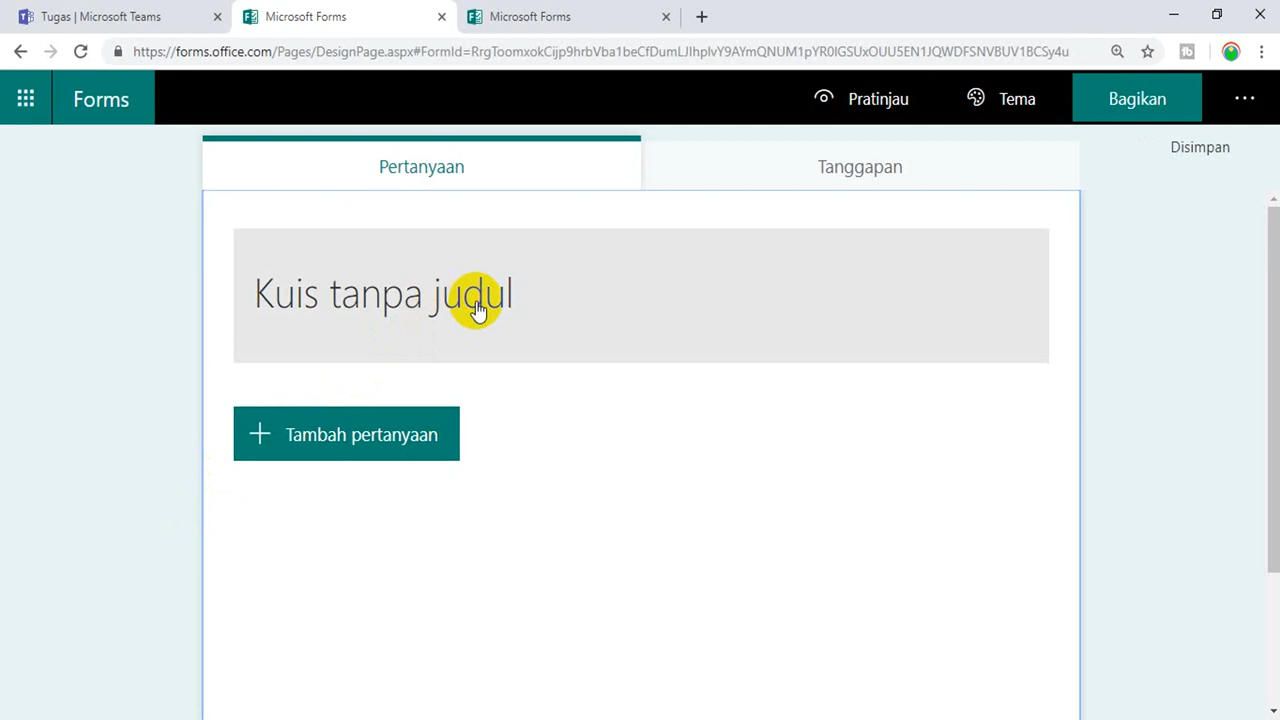 Tugas | Microsoft Teams
Microsoft Forms
Microsoft Forms
https://forms.office.com/Pages/DesignPage.aspx#FormId=RrgToomxokCijp9hrbVba1beCfDumLJIhplvY9AYmQNUM1pYR0lGSUxOUU5EN1JQWDFSNVBUV1BCSy4u
Forms
Pratinjau
Tema
Bagikan
Disimpan
Pertanyaan
Tanggapan
Kuis tanpa judul
Tambah pertanyaan